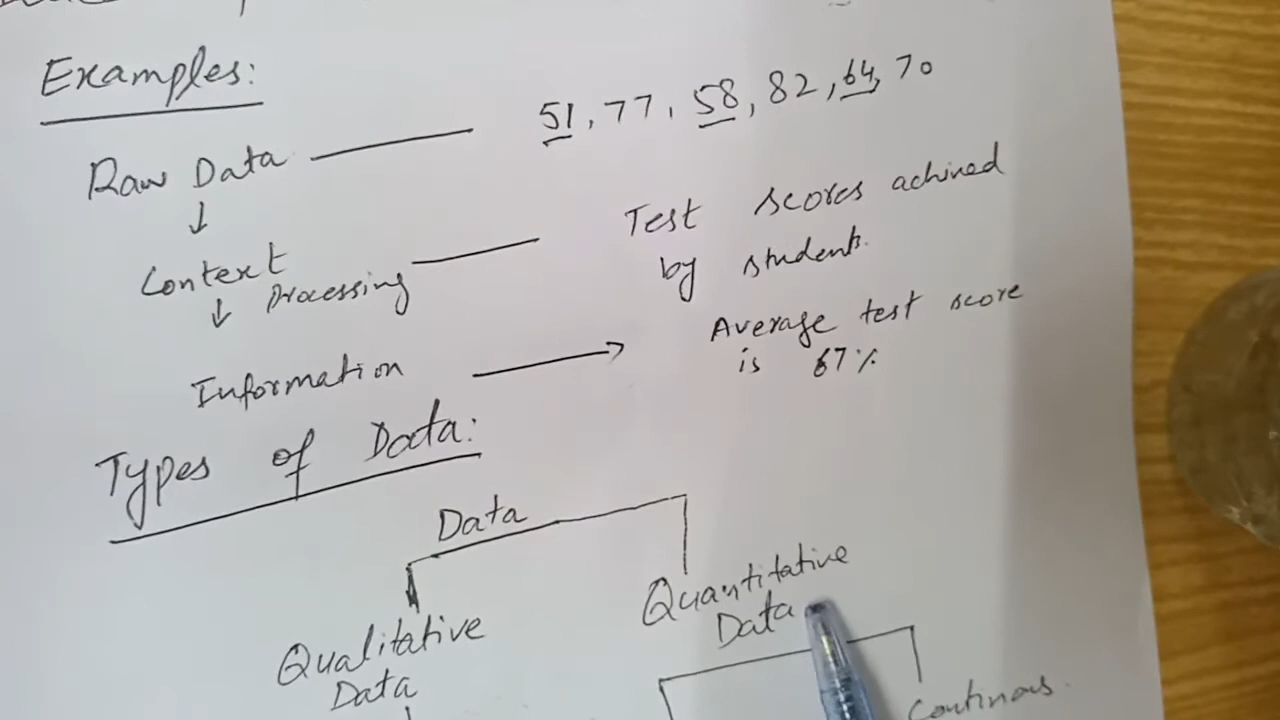 Examples:
Raw Data 51, 77, 58, 82, 64, 70
Context Test scores achived
Processing by students.
Information Average test score
is 67%
Types of Data:
Data
Qualitative Quantitative
Data Data
Continous.